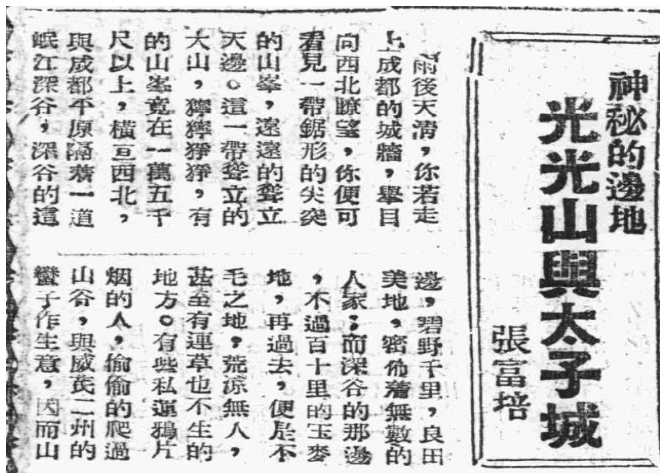 神秘的邊地
光光山與太子城
張富培
雨後天清，你若走
上成都的城牆，舉目
向西北瞭望，你便可
看見一帶鋸形的尖突
的山峯，遠遠的聳立
天邊。這一帶聳立的
大山，獰獰猙猙，有
的山峯竟在一萬五千
尺以上，橫亘西北，
與成都平原隔着一道
岷江深谷，深谷的這
邊，碧野千里，良田
美地，密佈着無數的
人家；而深谷的那邊
，不過百十里的玉麥
地，再過去，便是不
毛之地，荒凉無人，
甚至有連草也不生的
地方。有些私運鴉片
烟的人，偷偷的爬過
山谷，與威茂二州的
蠻子作生意，因而山